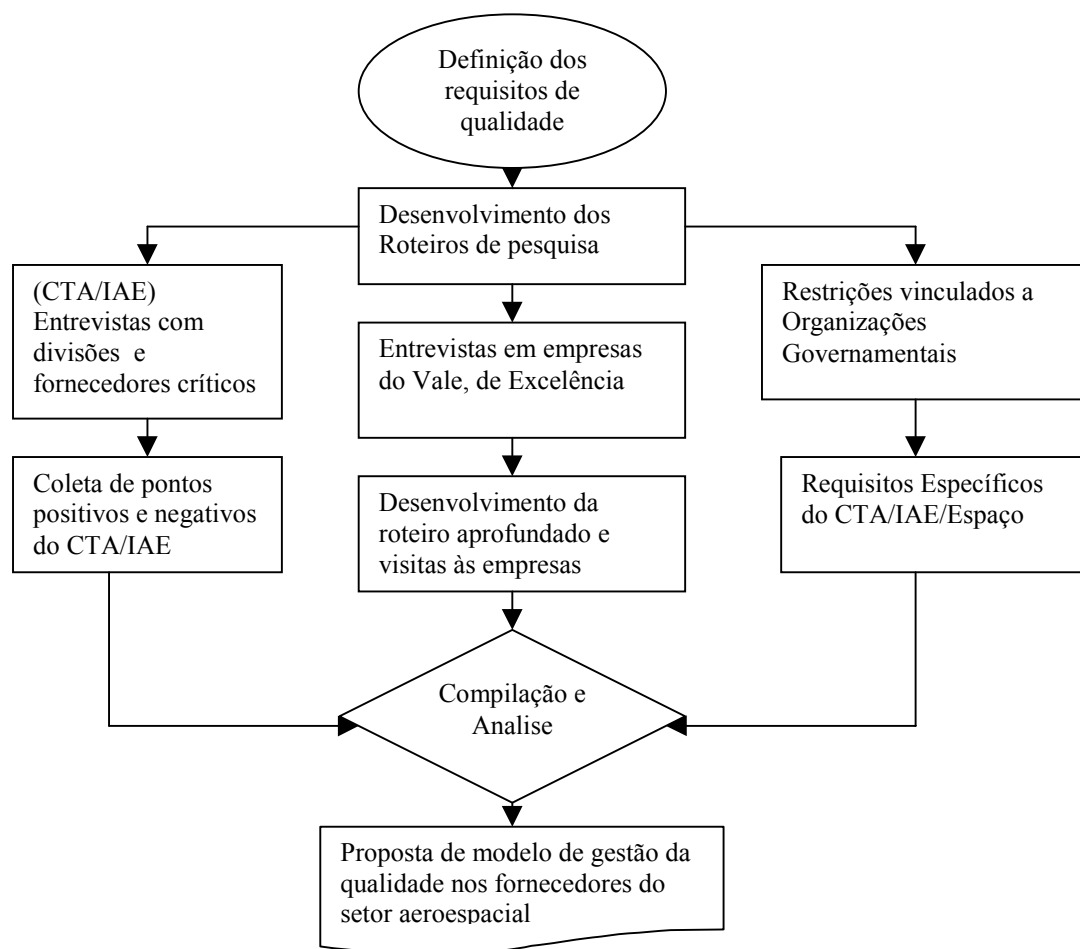 Definição dos
requisitos de
qualidade
Desenvolvimento dos
Roteiros de pesquisa
(CTA/IAE)
Entrevistas com
divisões e
fornecedores críticos
Entrevistas em empresas
do Vale, de Excelência
Restrições vinculados a
Organizações
Governamentais
Coleta de pontos
positivos e negativos
do CTA/IAE
Desenvolvimento da
roteiro aprofundado e
visitas às empresas
Requisitos Específicos
do CTA/IAE/Espaço
Compilação e
Analise
Proposta de modelo de gestão da
qualidade nos fornecedores do
setor aeroespacial